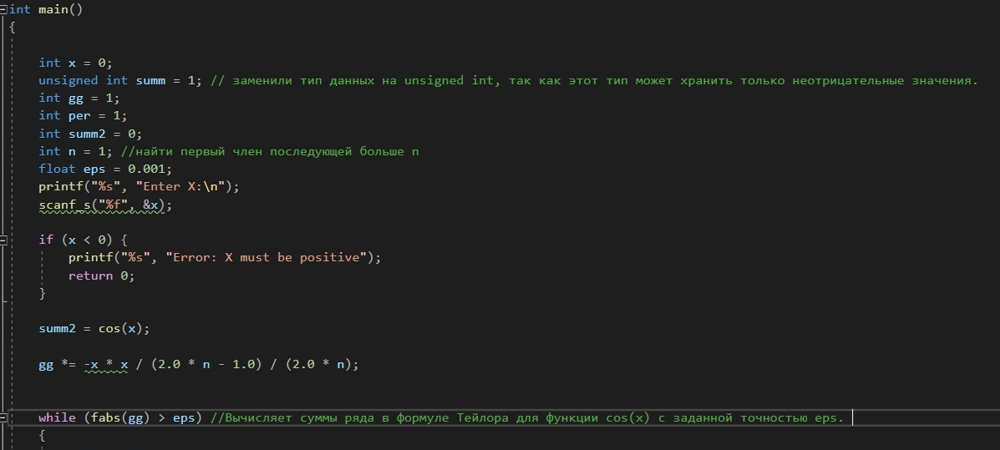 int main()
{
int x = 0;
unsigned int summ = 1; // заменили тип данных на unsigned int, так как этот тип может хранить только неотрицательные значения.
int gg = 1;
int per = 1;
int summ2 = 0;
int n = 1; //найти первый член последующей больше n
float eps = 0.001;
printf("%s", "Enter X:\n");
scanf_s("%f", &x);
if (x < 0) {
printf("%s", "Error: X must be positive");
return 0;
}
summ2 = cos(x);
gg *= -x * x / (2.0 * n - 1.0) / (2.0 * n);
while (fabs(gg) > eps) //Вычисляет суммы ряда в формуле Тейлора для функции cos(x) с заданной точностью eps.
{